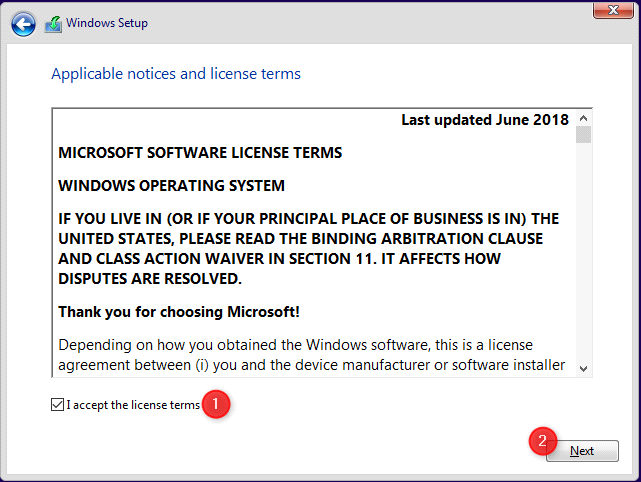 Windows Setup
Applicable notices and license terms
Last updated June 2018
MICROSOFT SOFTWARE LICENSE TERMS
WINDOWS OPERATING SYSTEM
IF YOU LIVE IN (OR IF YOUR PRINCIPAL PLACE OF BUSINESS IS IN) THE
UNITED STATES, PLEASE READ THE BINDING ARBITRATION CLAUSE
AND CLASS ACTION WAIVER IN SECTION 11. IT AFFECTS HOW
DISPUTES ARE RESOLVED.
Thank you for choosing Microsoft!
Depending on how you obtained the Windows software, this is a license
agreement between (i) you and the device manufacturer or software installer
I accept the license terms 1
2 Next